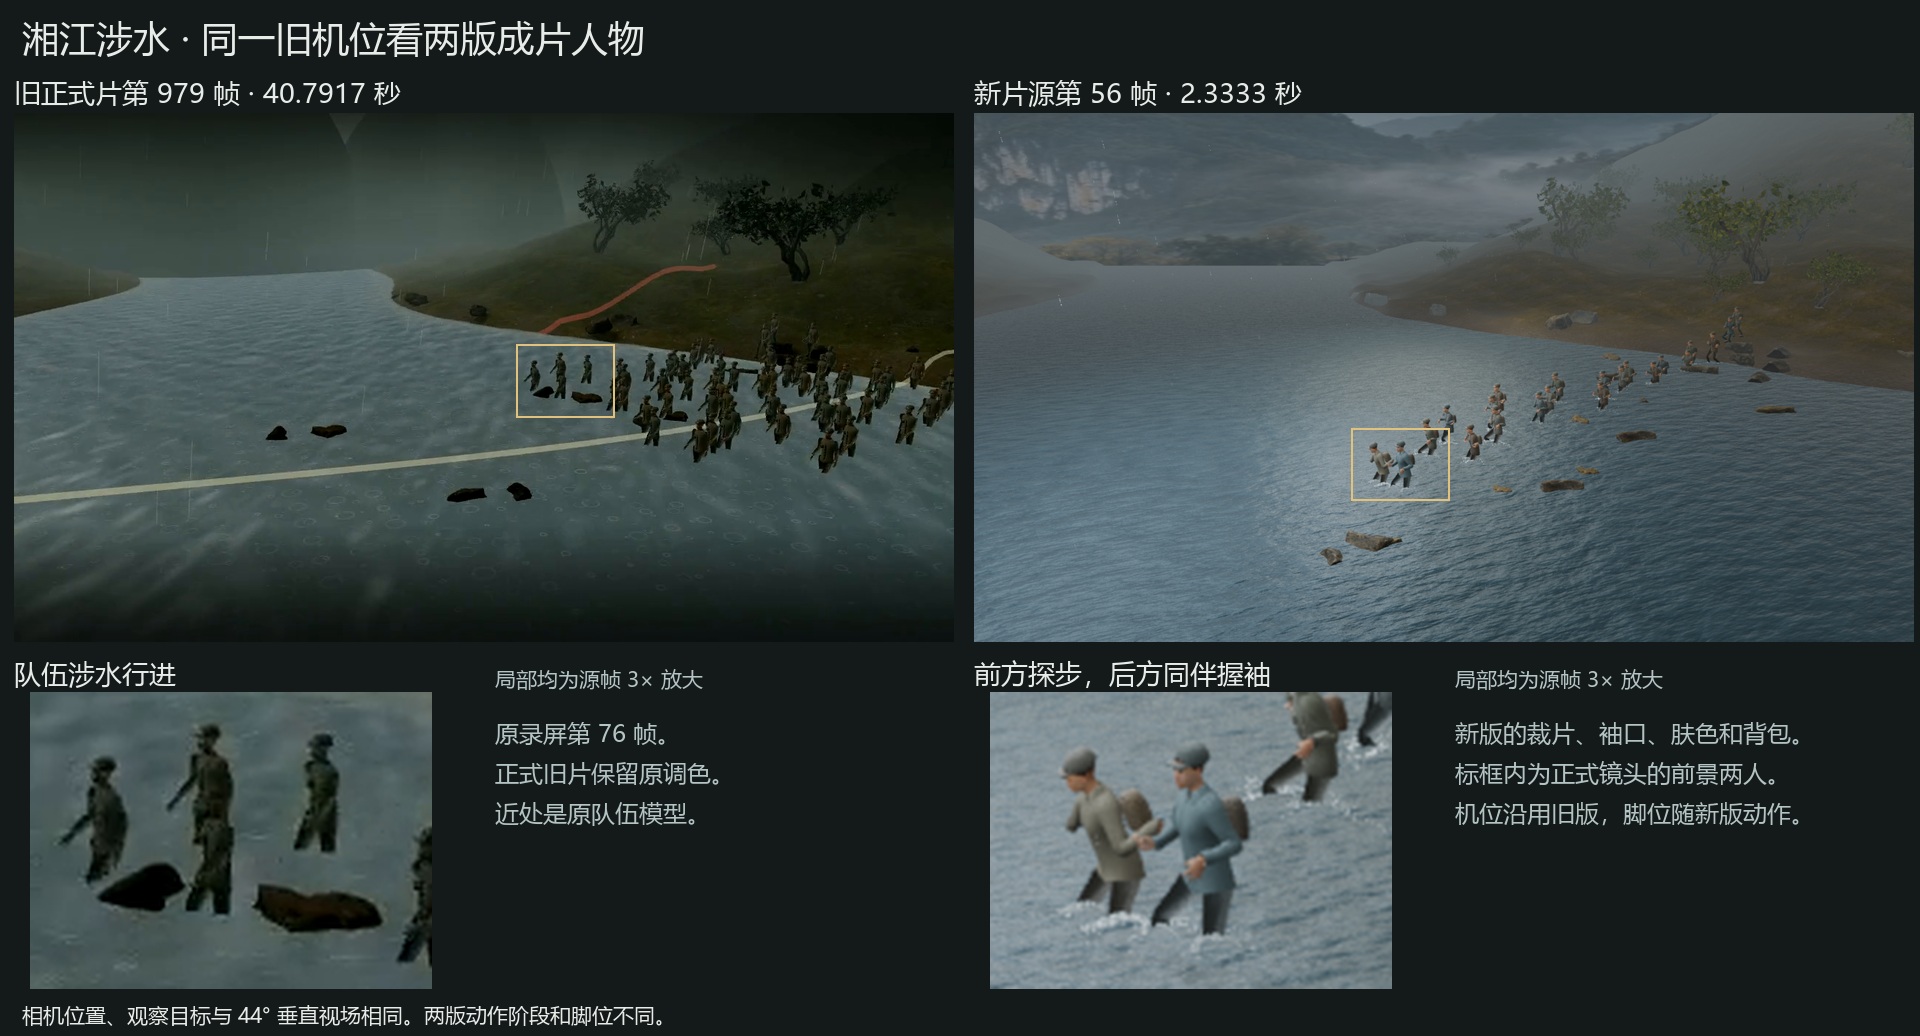 湘江涉水 · 同一旧机位看两版成片人物
旧正式片第 979 帧 · 40.7917 秒
新片源第 56 帧 · 2.3333 秒
队伍涉水行进
局部均为源帧 3× 放大
原录屏第 76 帧。
正式旧片保留原调色。
近处是原队伍模型。
前方探步，后方同伴握袖
局部均为源帧 3× 放大
新版的裁片、袖口、肤色和背包。
标框内为正式镜头的前景两人。
机位沿用旧版，脚位随新版动作。
相机位置、观察目标与 44° 垂直视场相同。两版动作阶段和脚位不同。